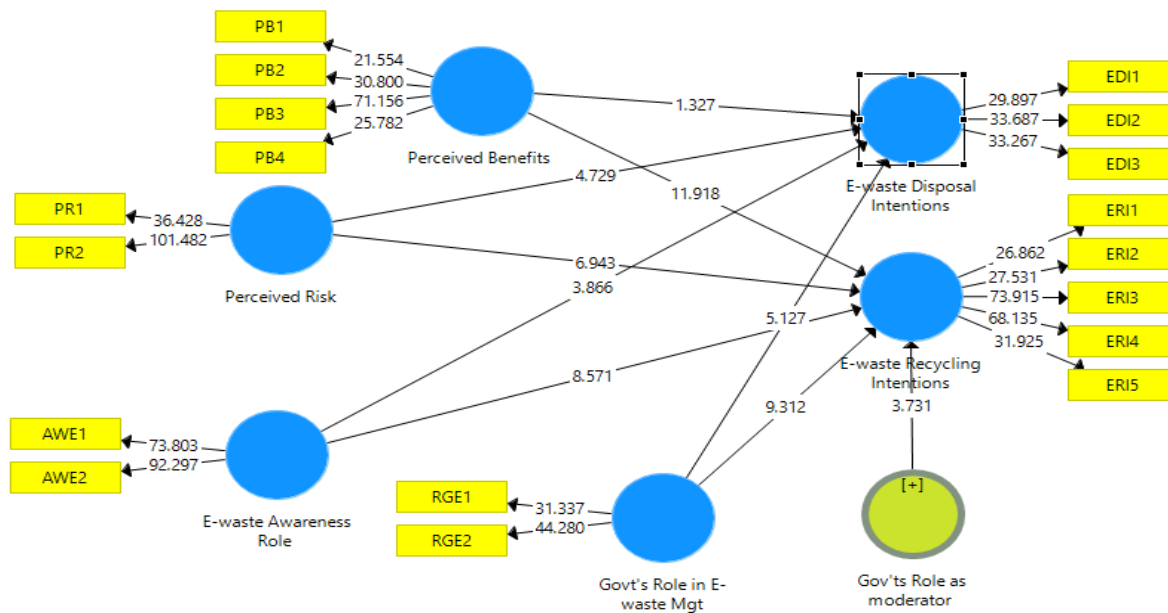 PB1
PB2
PB3
PB4
21.554
30.800
71.156
25.782
Perceived Benefits
1.327
11.918
PR1
PR2
36.428
101.482
Perceived Risk
4.729
6.943
AWE1
AWE2
73.803
92.297
E-waste Awareness
Role
3.866
8.571
RGE1
RGE2
31.337
44.280
Govt's Role in E-
waste Mgt
5.127
9.312
[+]
Gov'ts Role as
moderator
3.731
E-waste Disposal
Intentions
29.897
33.687
33.267
EDI1
EDI2
EDI3
E-waste Recycling
Intentions
26.862
27.531
73.915
68.135
31.925
ERI1
ERI2
ERI3
ERI4
ERI5